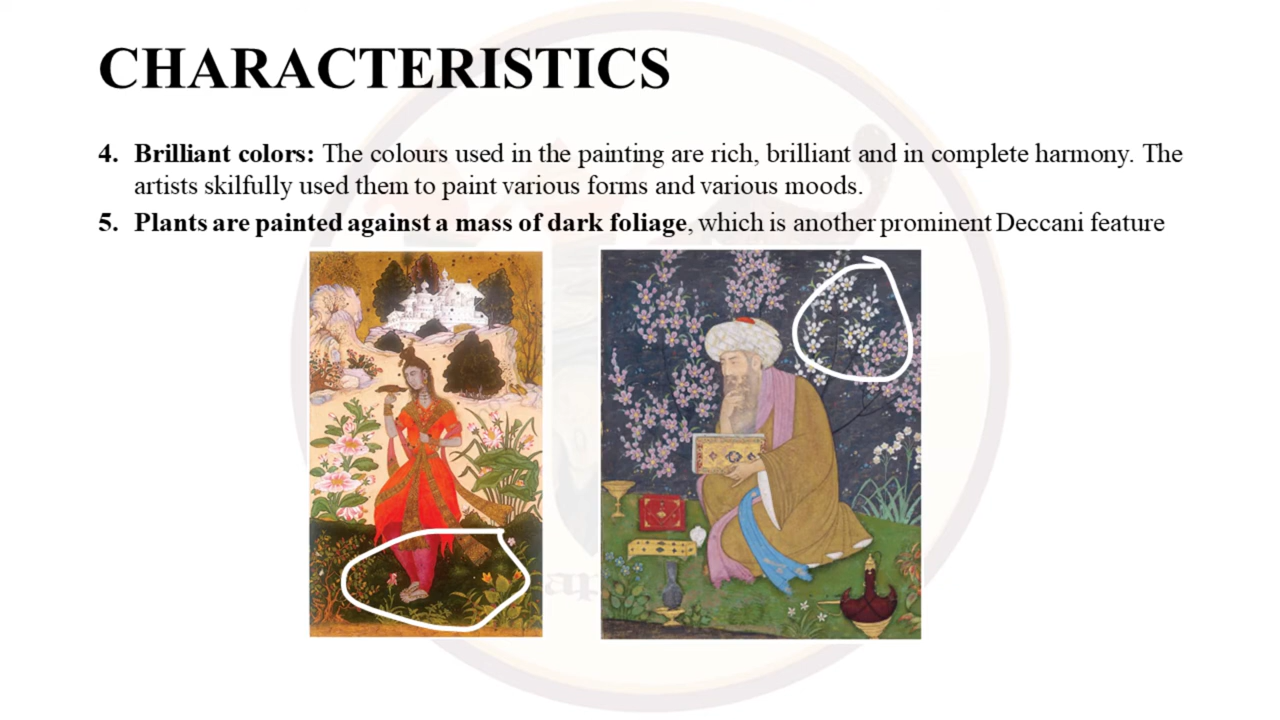 CHARACTERISTICS
4. Brilliant colors: The colours used in the painting are rich, brilliant and in complete harmony. The
artists skilfully used them to paint various forms and various moods.
5. Plants are painted against a mass of dark foliage, which is another prominent Deccani feature